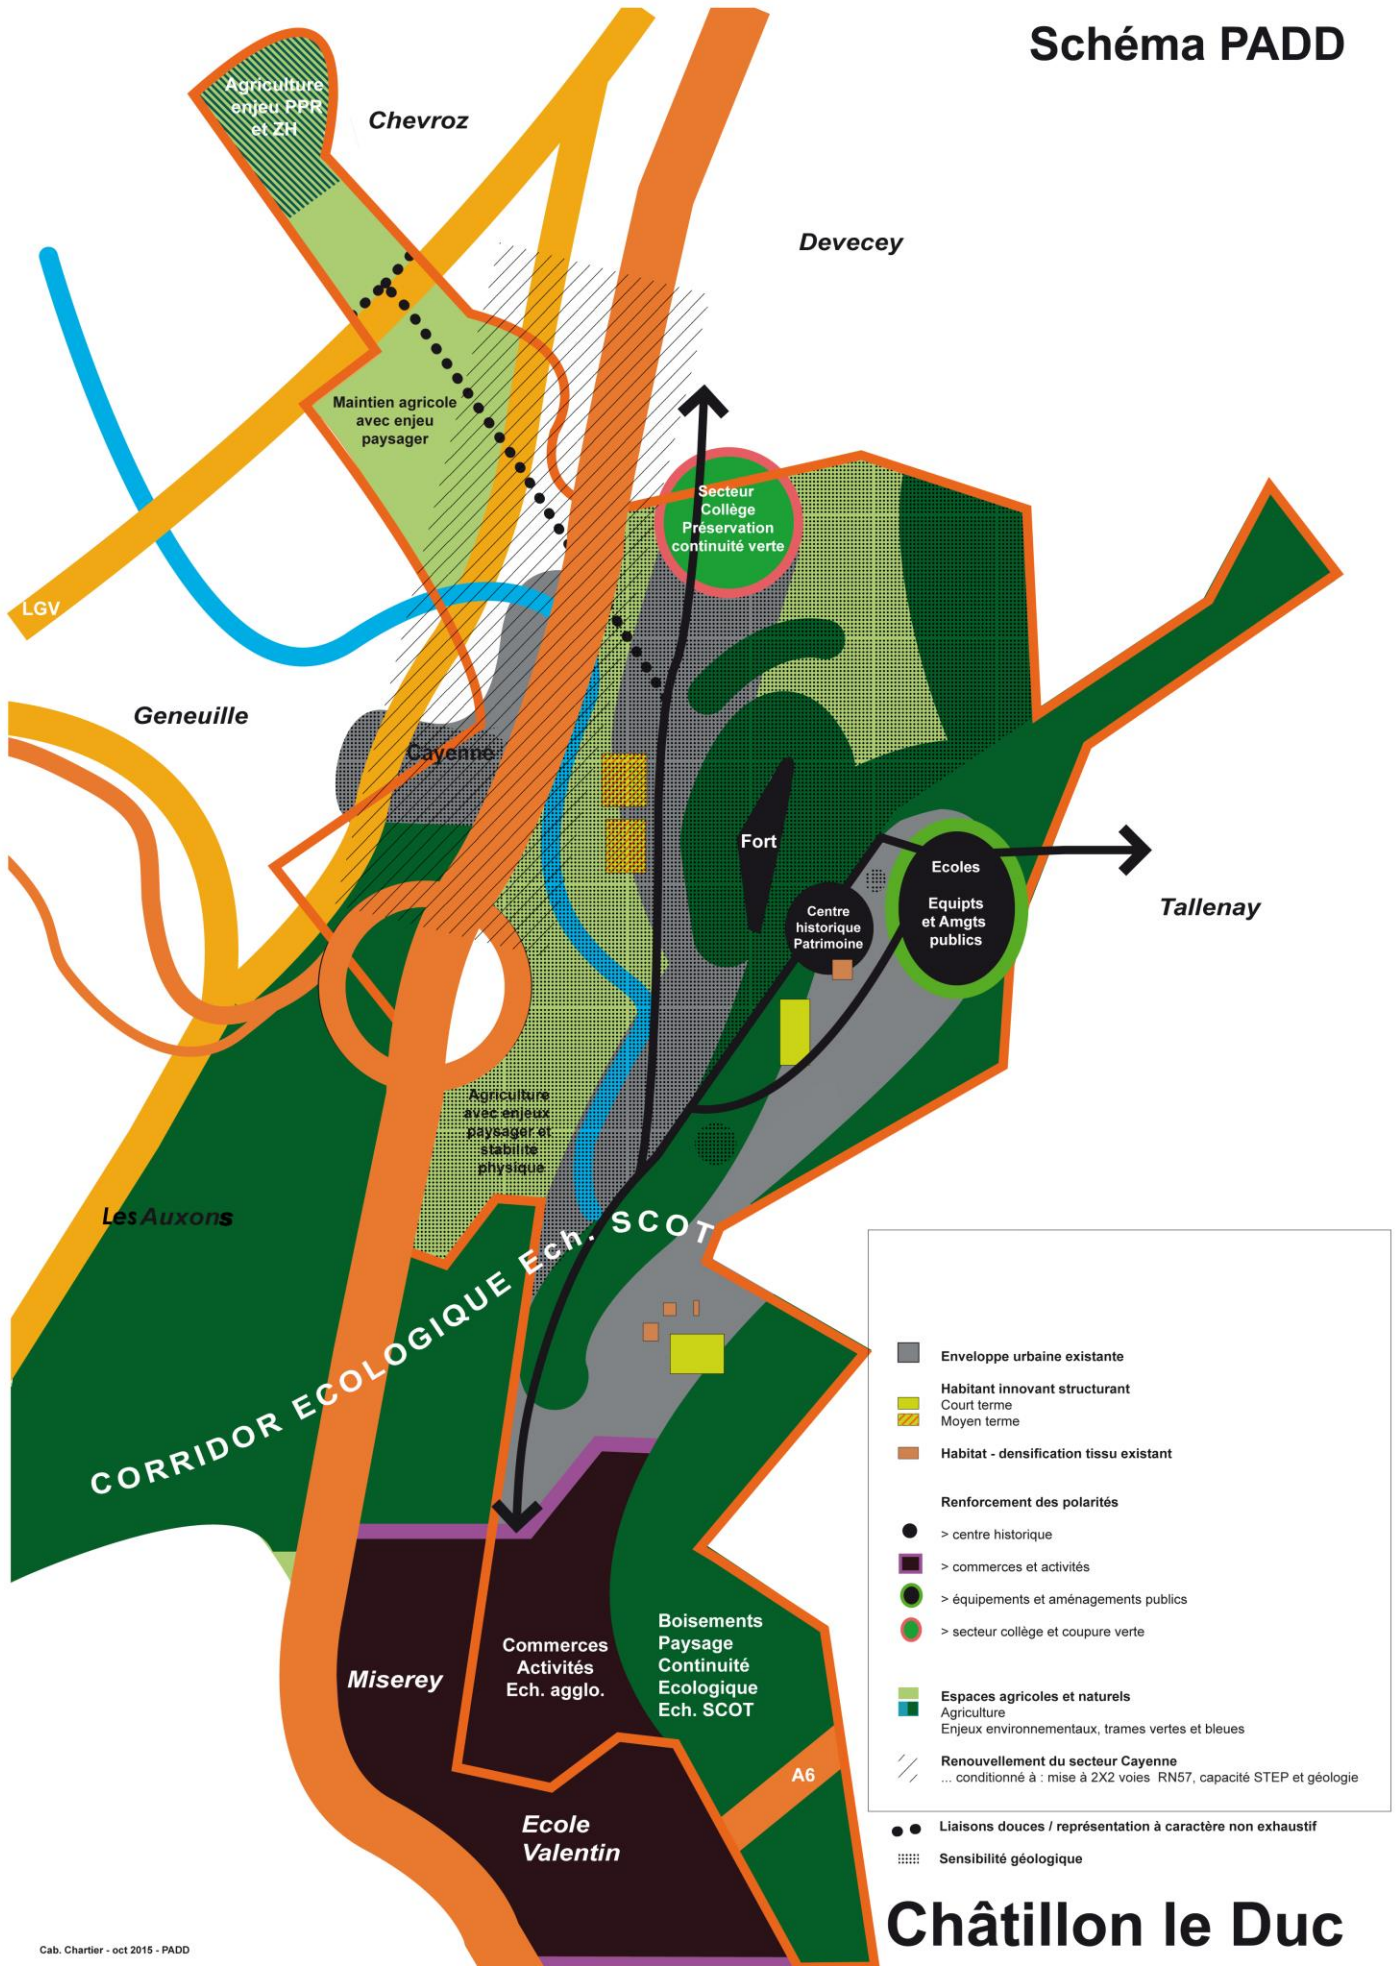 Schéma PADD
Agriculture
enjeu PPR
et ZH
Chevroz
Devecey
Maintien agricole
avec enjeu
paysager
Secteur
Collège
Préservation
continuité verte
LGV
Geneuille
Cayenne
Fort
Ecoles
Equipts
et Amgts
publics
Centre
historique
Patrimoine
Tallenay
Agriculture
avec enjeux
paysager et
stabilité
physique
Les Auxons
CORRIDOR ECOLOGIQUE Ech. SCOT
Enveloppe urbaine existante
Habitant innovant structurant
Court terme
Moyen terme
Habitat - densification tissu existant
Renforcement des polarités
> centre historique
> commerces et activités
> équipements et aménagements publics
> secteur collège et coupure verte
Espaces agricoles et naturels
Agriculture
Enjeux environnementaux, trames vertes et bleues
Renouvellement du secteur Cayenne
... conditionné à : mise à 2X2 voies RN57, capacité STEP et géologie
Liaisons douces / représentation à caractère non exhaustif
Sensibilité géologique
Miserey
Commerces
Activités
Ech. agglo.
Boisements
Paysage
Continuité
Ecologique
Ech. SCOT
A6
Ecole
Valentin
Châtillon le Duc
Cab. Chartier - oct 2015 - PADD